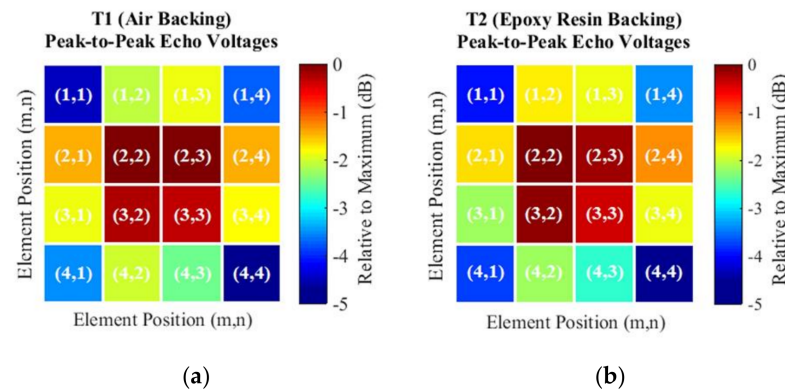 T1 (Air Backing)
Peak-to-Peak Echo Voltages
Element Position (m,n)
(1,1) (1,2) (1,3) (1,4)
(2,1) (2,2) (2,3) (2,4)
(3,1) (3,2) (3,3) (3,4)
(4,1) (4,2) (4,3) (4,4)
Element Position (m,n)
0
-1
-2
-3
-4
-5
Relative to Maximum (dB)
(a)
T2 (Epoxy Resin Backing)
Peak-to-Peak Echo Voltages
Element Position (m,n)
(1,1) (1,2) (1,3) (1,4)
(2,1) (2,2) (2,3) (2,4)
(3,1) (3,2) (3,3) (3,4)
(4,1) (4,2) (4,3) (4,4)
Element Position (m,n)
0
-1
-2
-3
-4
-5
Relative to Maximum (dB)
(b)